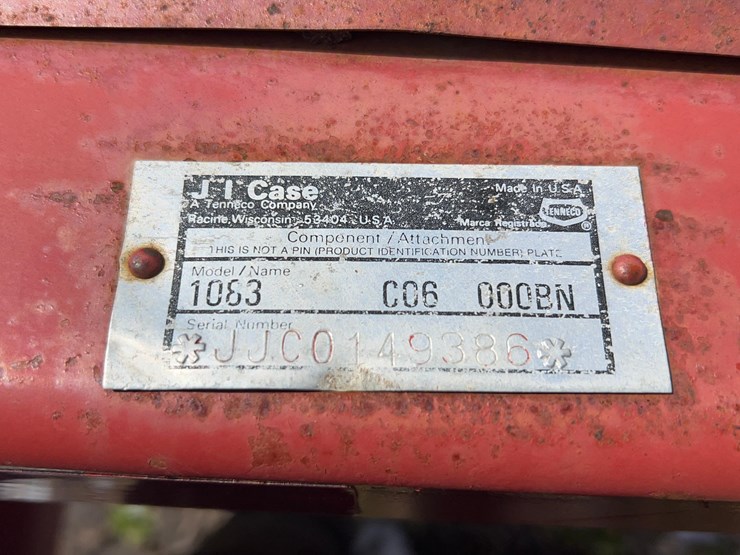 J I Case
A Tenneco Company
Racine, Wisconsin 53404 U.S.A.
Made in U.S.A.
TENNECO
Marca Registrada ®
Component / Attachment
THIS IS NOT A PIN (PRODUCT IDENTIFICATION NUMBER) PLATE
Model / Name
1083 C06 000BN
Serial Number
*JJC0149386*